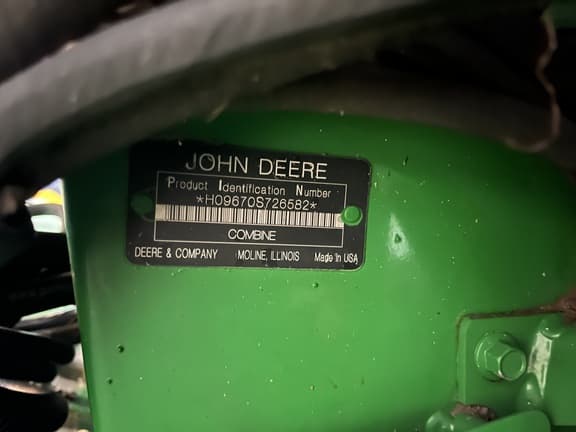 JOHN DEERE
Product Identification Number
*H09670S726582*
COMBINE
DEERE & COMPANY MOLINE, ILLINOIS Made in USA